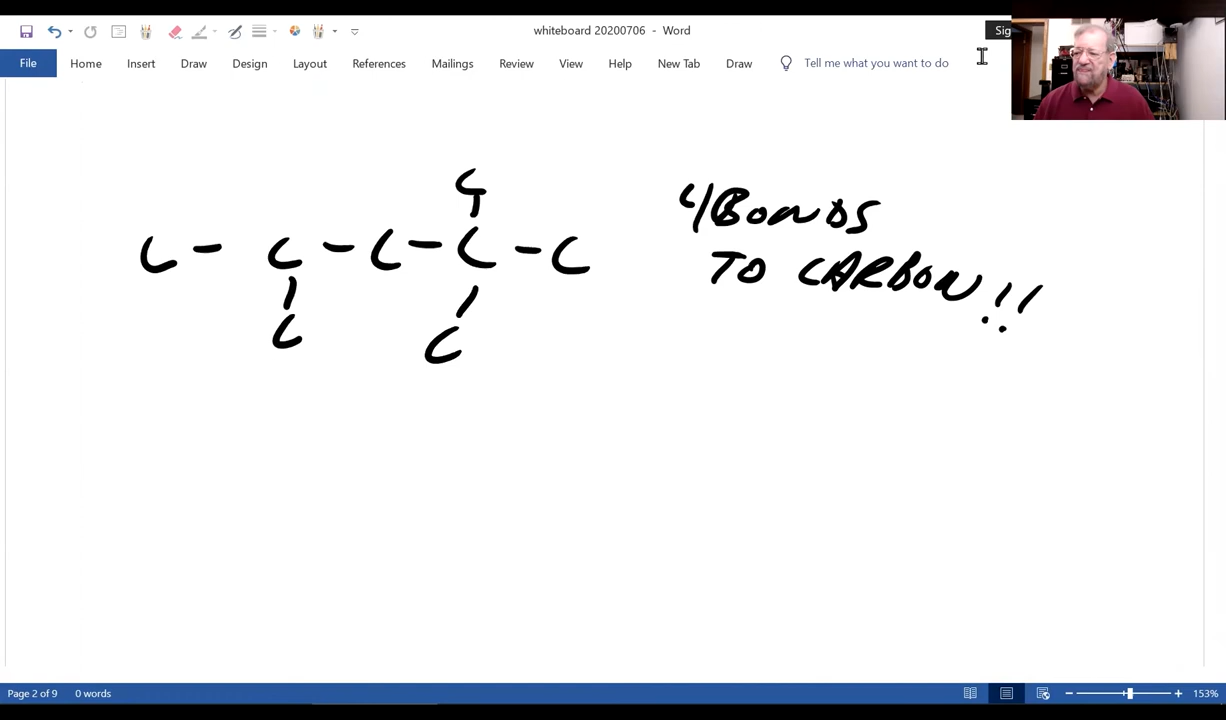 whiteboard 20200706 - Word
Sig
File Home Insert Draw Design Layout References Mailings Review View Help New Tab Draw Tell me what you want to do
C
C - C - C - C - C
C C
4 BONDS
TO CARBON!!
Page 2 of 9 0 words 153%